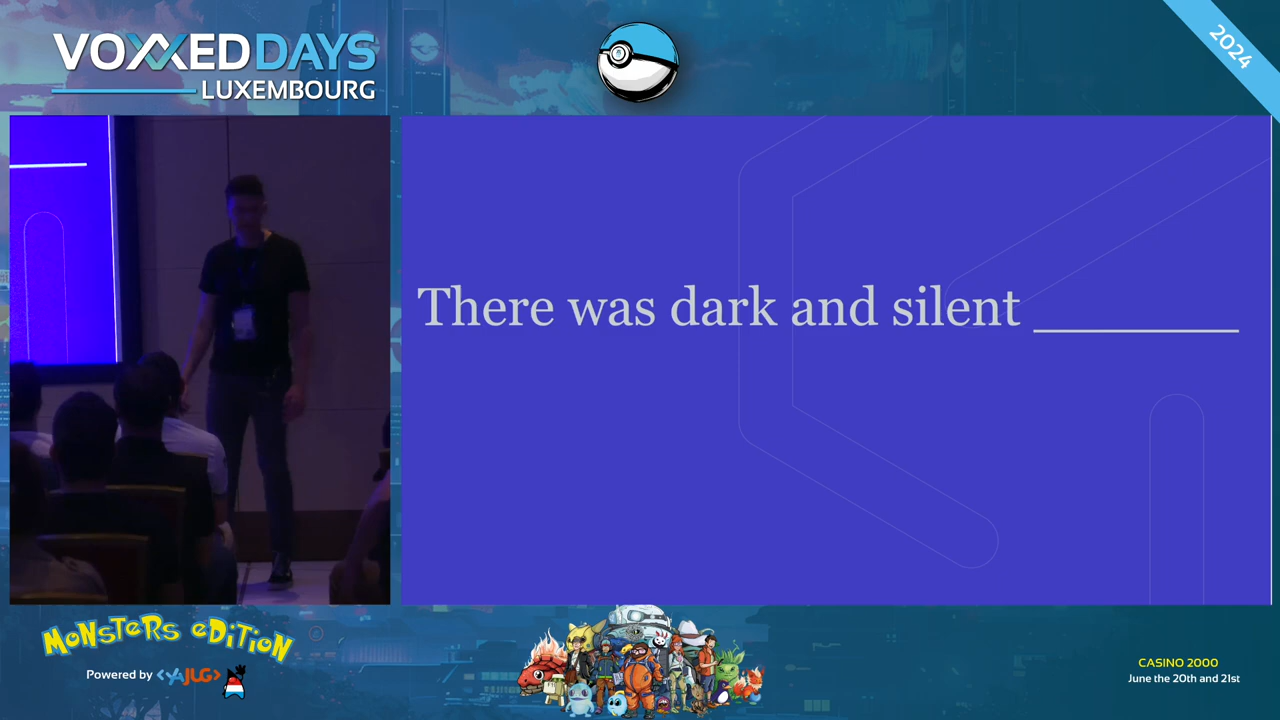 VOXXED DAYS
LUXEMBOURG
2024
There was dark and silent __________
MONSTERS EDITION
Powered by <YAJUG>
CASINO 2000
June the 20th and 21st